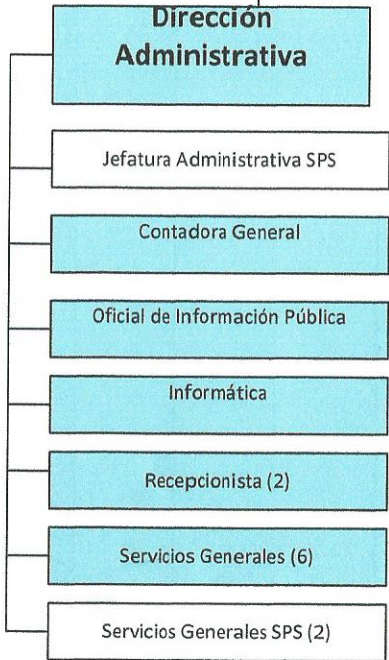 Dirección
Administrativa
Jefatura Administrativa SPS
Contadora General
Oficial de Información Pública
Informática
Recepcionista (2)
Servicios Generales (6)
Servicios Generales SPS (2)